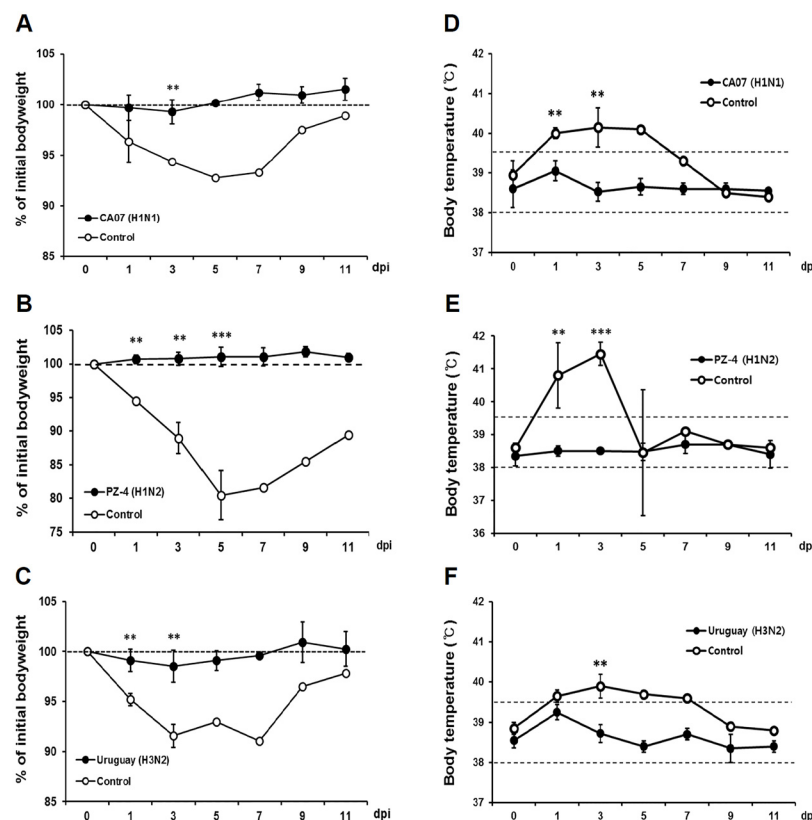 A
% of initial bodyweight
105
100
95
90
85
**
CA07 (H1N1)
Control
0 1 3 5 7 9 11 dpi
D
Body temperature (℃)
42
41
40
39
38
37
** **
CA07 (H1N1)
Control
0 1 3 5 7 9 11 dpi
B
% of initial bodyweight
105
100
95
90
85
80
75
** ** ***
PZ-4 (H1N2)
Control
0 1 3 5 7 9 11 dpi
E
Body temperature (℃)
42
41
40
39
38
37
36
** ***
PZ-4 (H1N2)
Control
0 1 3 5 7 9 11 dp
C
% of initial bodyweight
105
100
95
90
85
** **
Uruguay (H3N2)
Control
0 1 3 5 7 9 11 dpi
F
Body temperature (℃)
42
41
40
39
38
37
**
Uruguay (H3N2)
Control
0 1 3 5 7 9 11 dpi